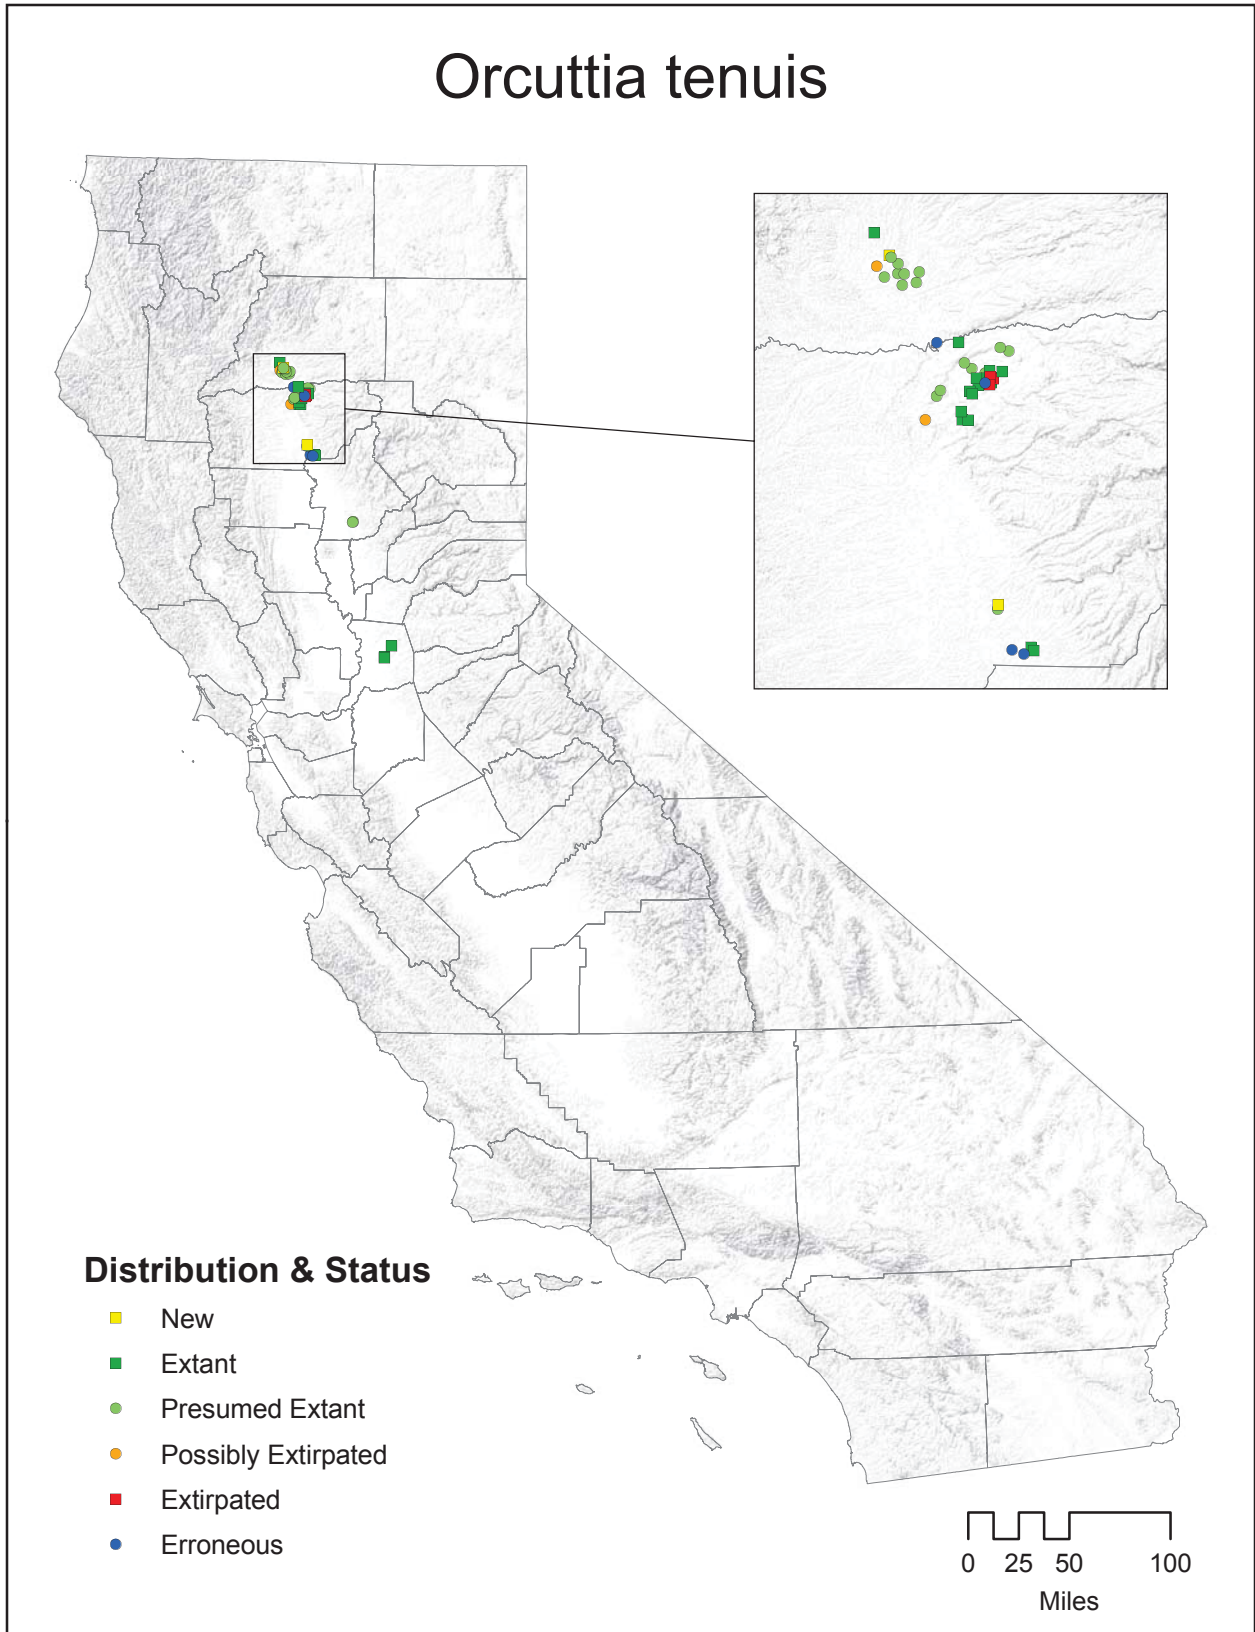 Orcuttia tenuis
Distribution & Status
New
Extant
Presumed Extant
Possibly Extirpated
Extirpated
Erroneous
0 25 50 100
Miles